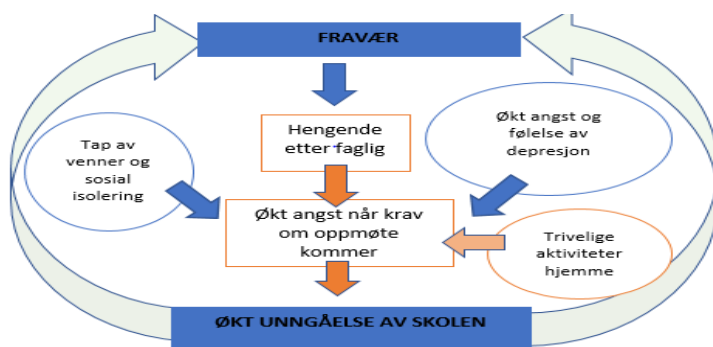 FRAVÆR
Hengende
etter faglig
Økt angst og
følelse av
depresjon
Tap av
venner og
sosial
isolering
Økt angst når krav
om oppmøte
kommer
Trivelige
aktiviteter
hjemme
ØKT UNNGÅELSE AV SKOLEN